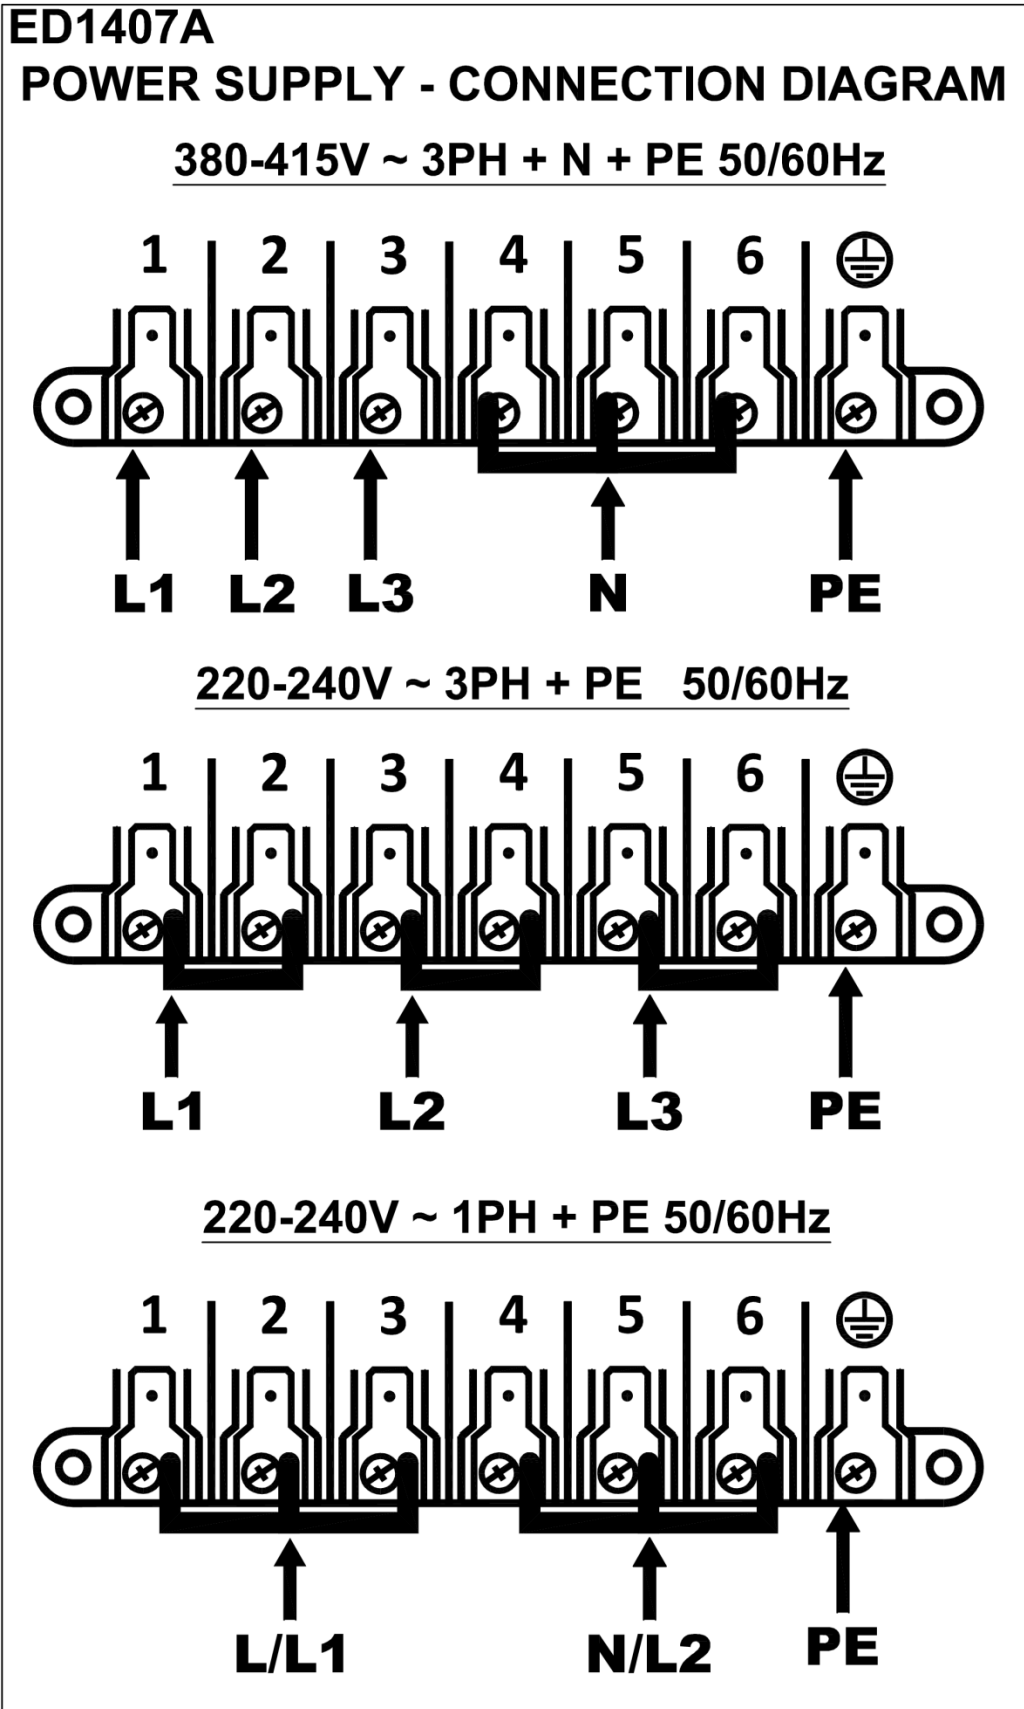 ED1407A
POWER SUPPLY - CONNECTION DIAGRAM
380-415V ~ 3PH + N + PE 50/60Hz
1 2 3 4 5 6
L1 L2 L3 N PE
220-240V ~ 3PH + PE 50/60Hz
1 2 3 4 5 6
L1 L2 L3 PE
220-240V ~ 1PH + PE 50/60Hz
1 2 3 4 5 6
L/L1 N/L2 PE